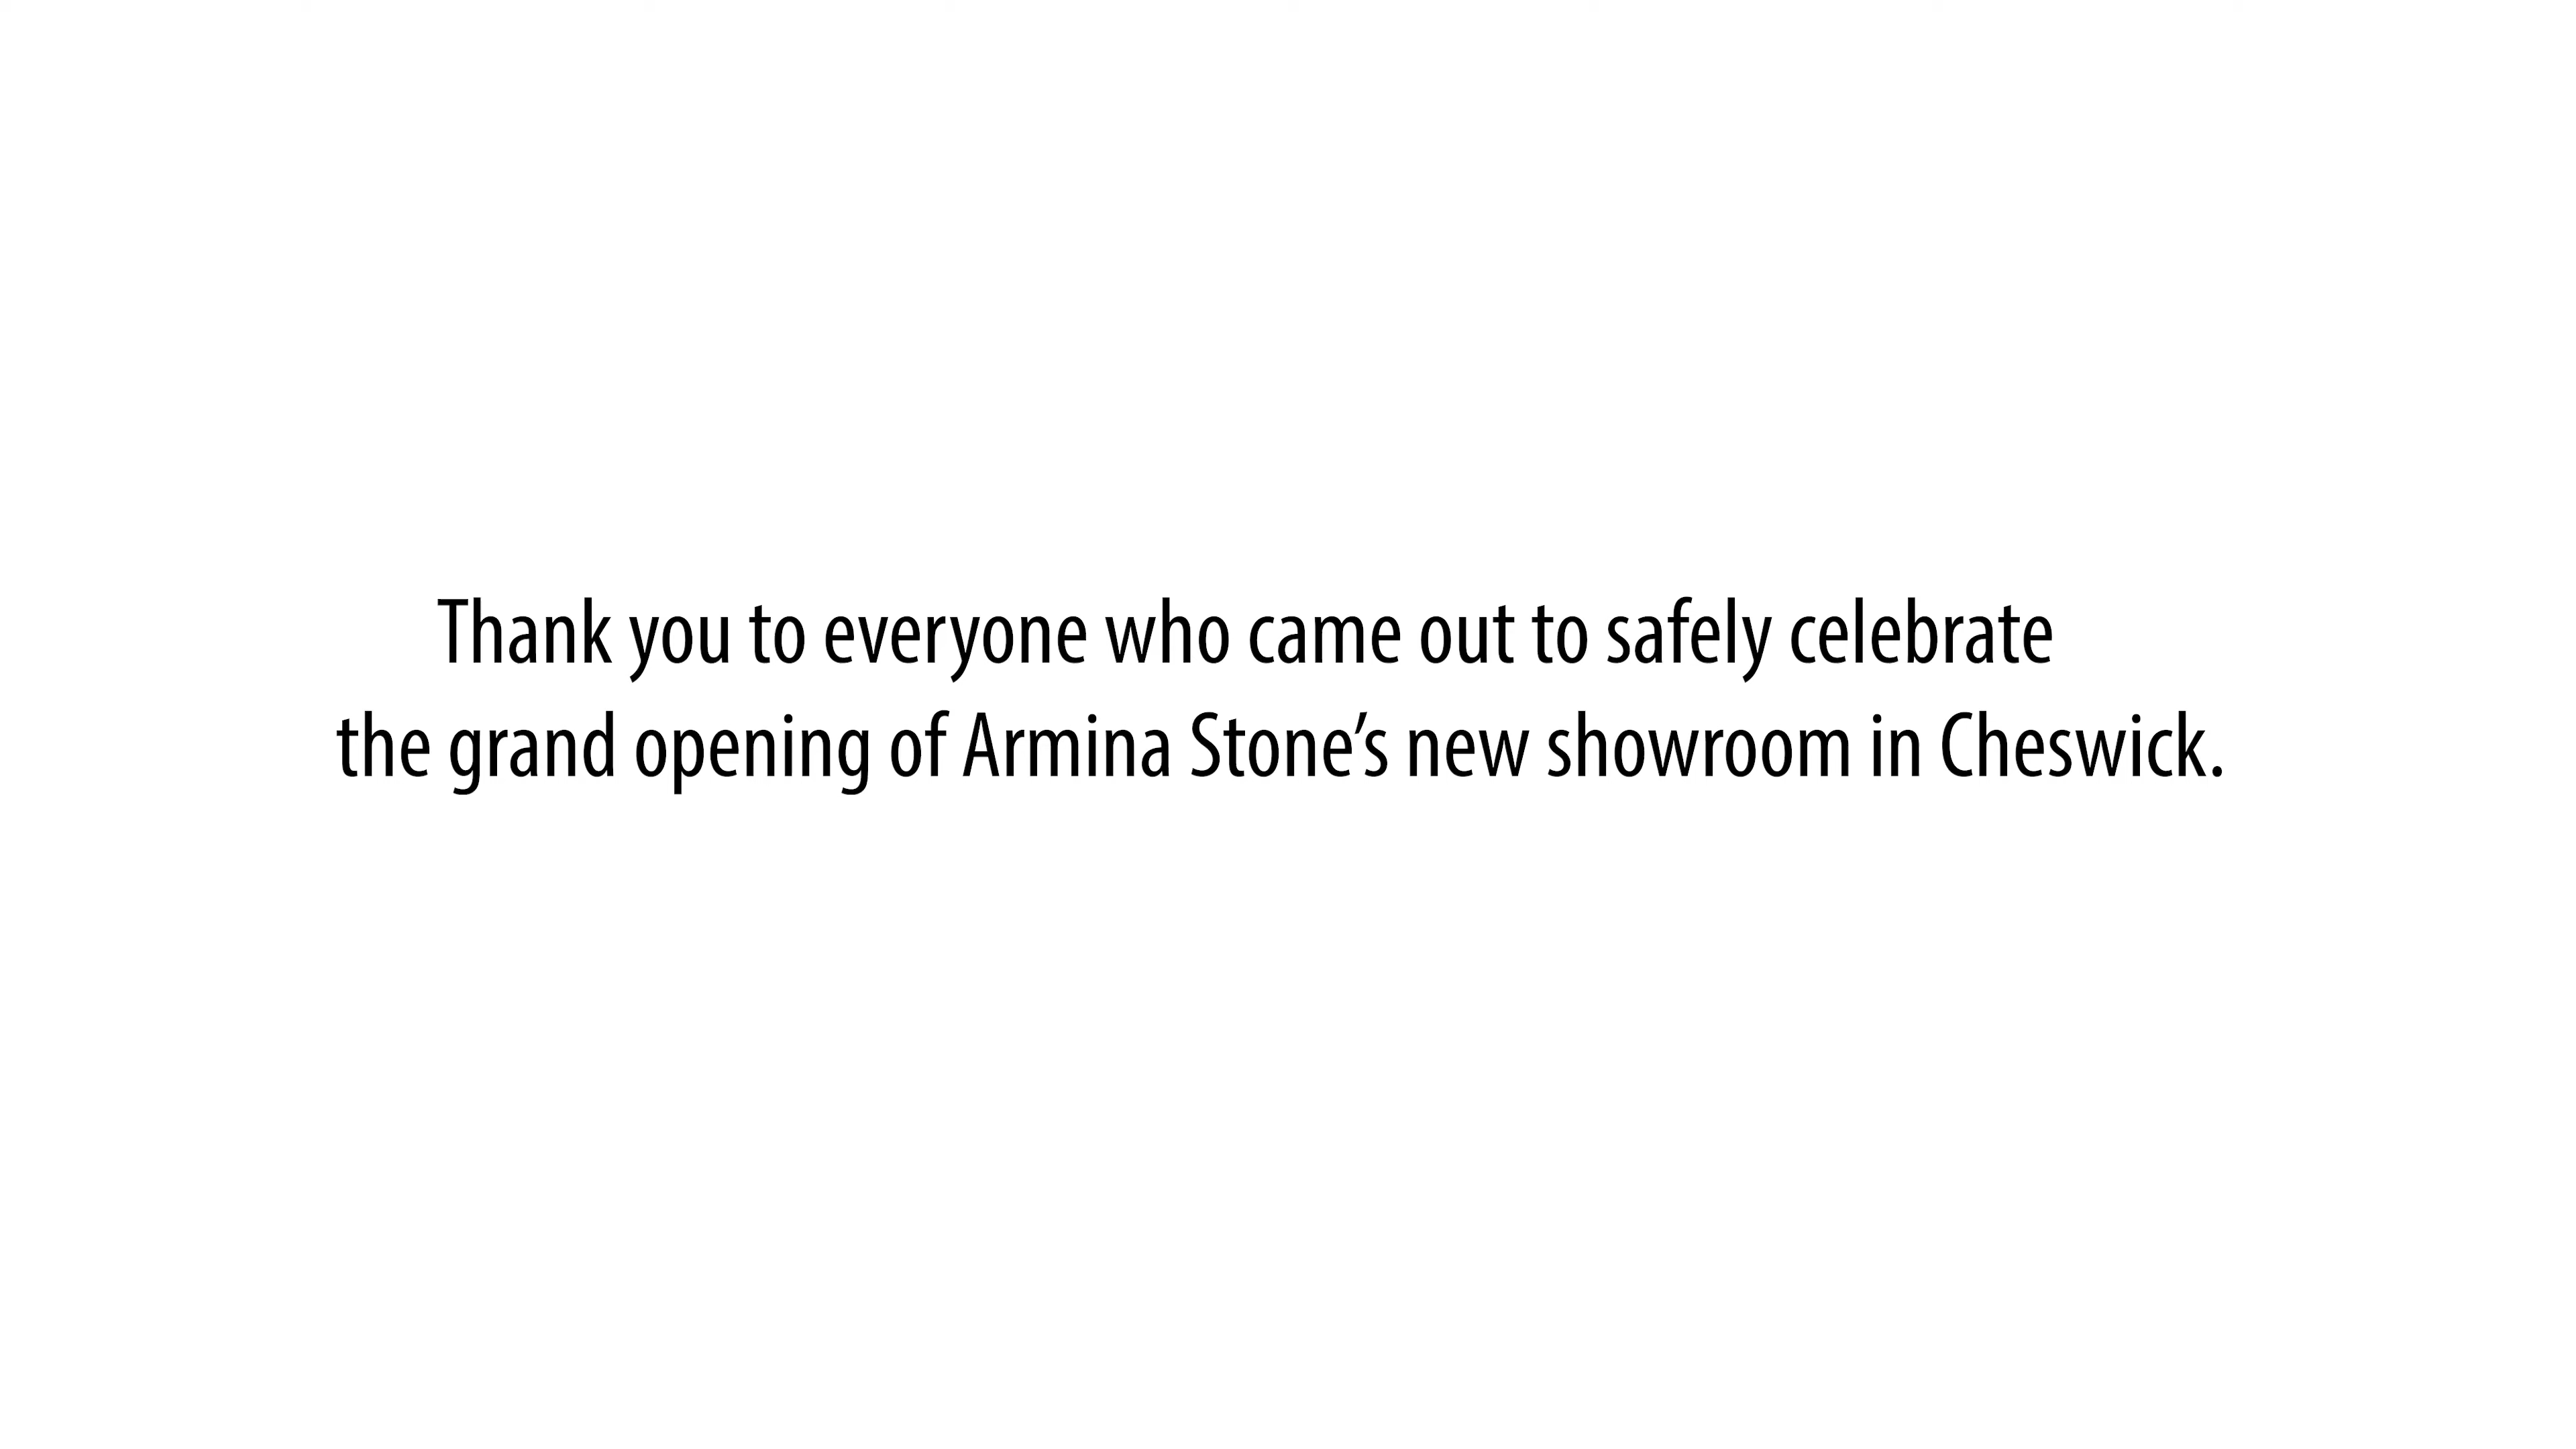 Thank you to everyone who came out to safely celebrate
the grand opening of Armina Stone’s new showroom in Cheswick.